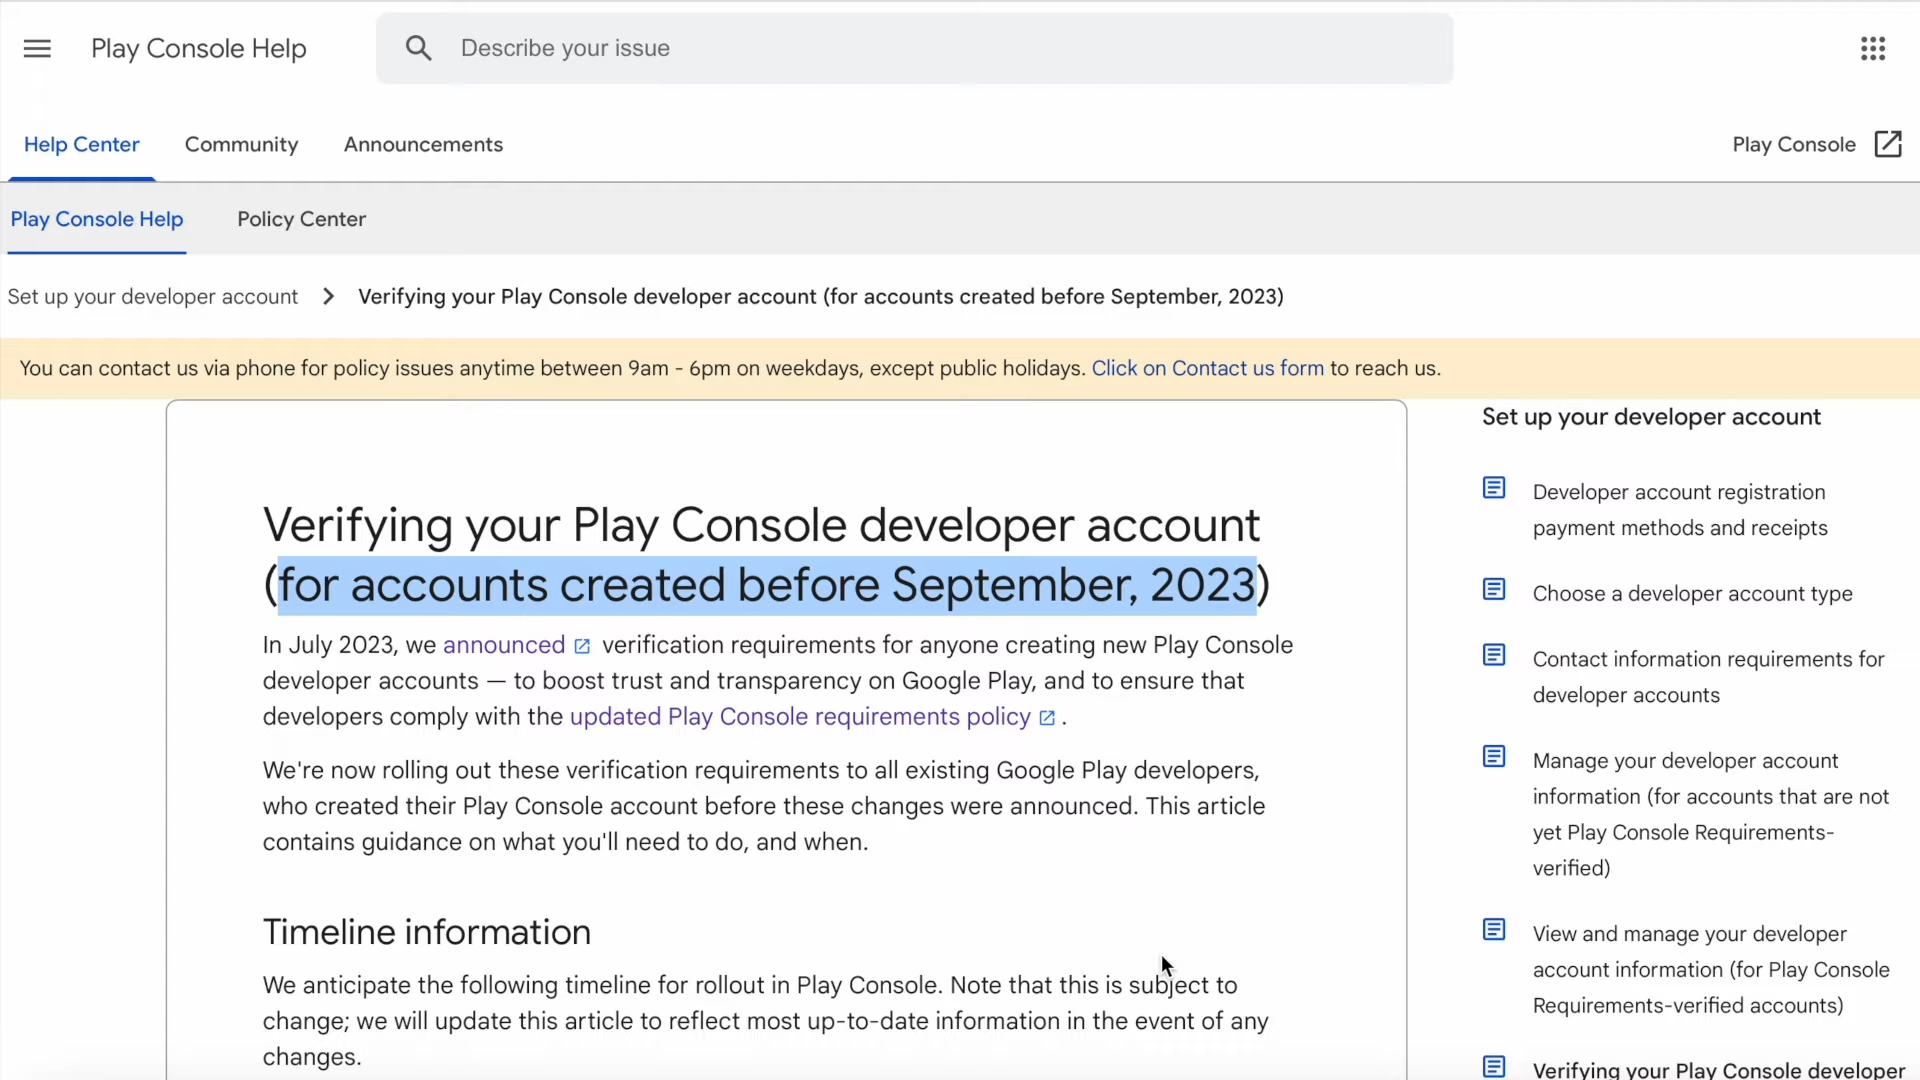 Play Console Help
Describe your issue
Help Center
Community
Announcements
Play Console
Play Console Help
Policy Center
Set up your developer account
Verifying your Play Console developer account (for accounts created before September, 2023)
You can contact us via phone for policy issues anytime between 9am - 6pm on weekdays, except public holidays. Click on Contact us form to reach us.
Verifying your Play Console developer account
(for accounts created before September, 2023)
In July 2023, we announced verification requirements for anyone creating new Play Console
developer accounts — to boost trust and transparency on Google Play, and to ensure that
developers comply with the updated Play Console requirements policy .
We're now rolling out these verification requirements to all existing Google Play developers,
who created their Play Console account before these changes were announced. This article
contains guidance on what you'll need to do, and when.
Timeline information
We anticipate the following timeline for rollout in Play Console. Note that this is subject to
change; we will update this article to reflect most up-to-date information in the event of any
changes.
Set up your developer account
Developer account registration
payment methods and receipts
Choose a developer account type
Contact information requirements for
developer accounts
Manage your developer account
information (for accounts that are not
yet Play Console Requirements-
verified)
View and manage your developer
account information (for Play Console
Requirements-verified accounts)
Verifying your Play Console developer